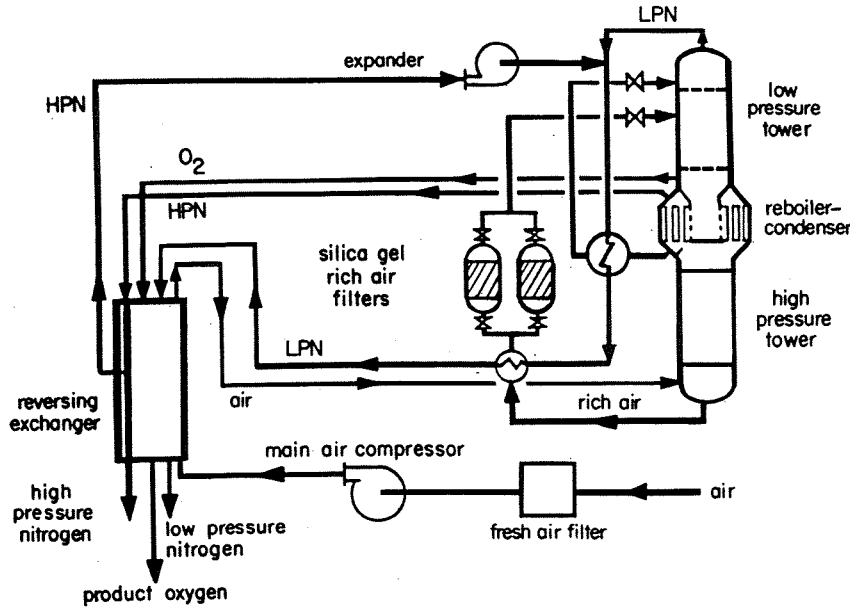 LPN
expander
HPN
low
pressure
tower
O2
HPN
reboiler-
condenser
silica gel
rich air
filters
high
pressure
tower
LPN
air
rich air
reversing
exchanger
main air compressor
air
high
pressure
nitrogen
low pressure
nitrogen
fresh air filter
product oxygen